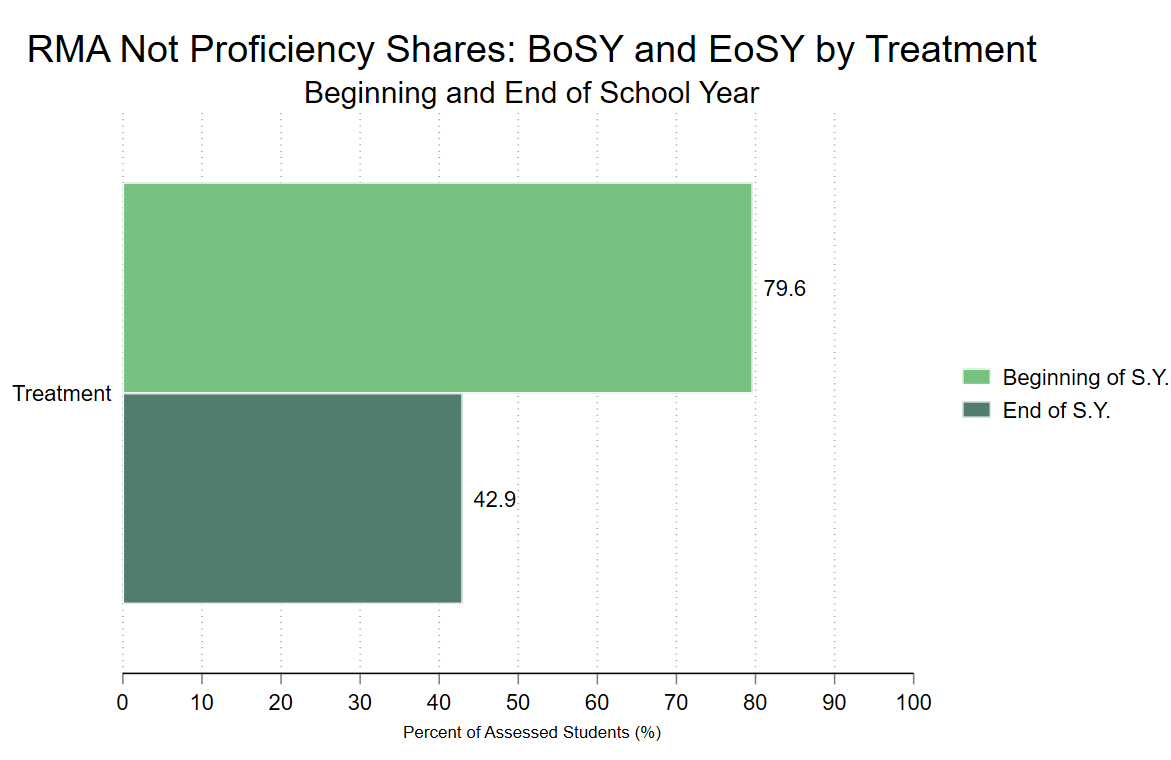 RMA Not Proficiency Shares: BoSY and EoSY by Treatment
Beginning and End of School Year
79.6
Treatment
42.9
Beginning of S.Y.
End of S.Y.
0 10 20 30 40 50 60 70 80 90 100
Percent of Assessed Students (%)